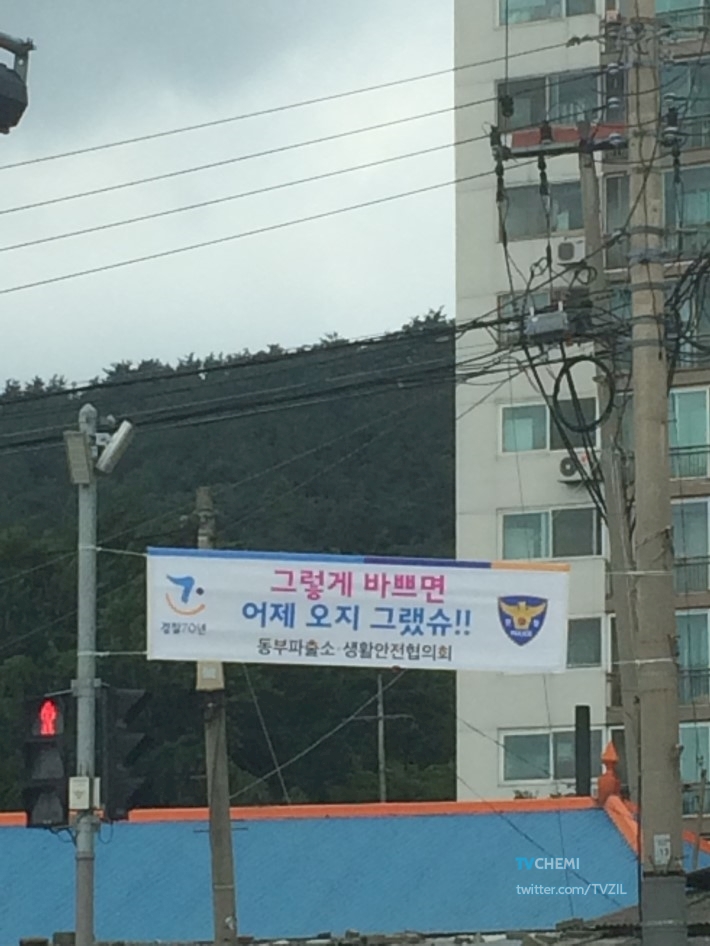 그렇게 바쁘면
어제 오지 그랬슈!!
경찰70년
동부파출소·생활안전협의회
POLICE
TVCHEMI
twitter.com/TVZIL